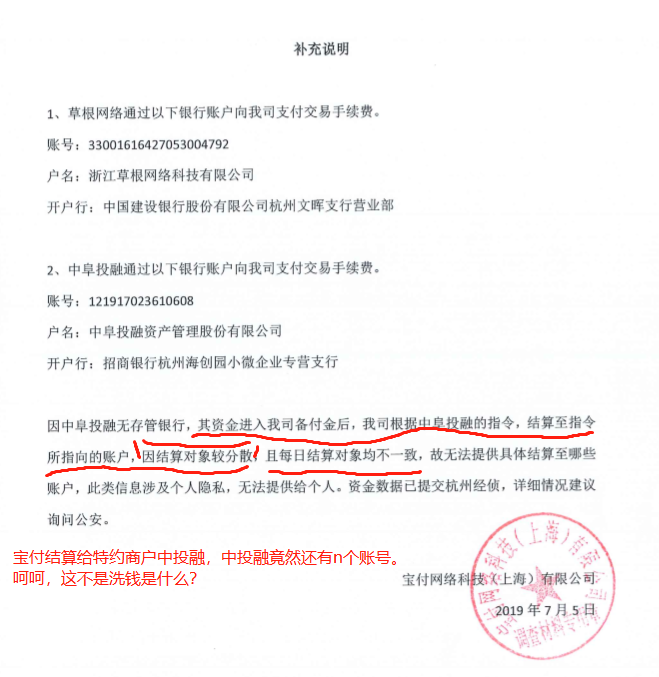 补充说明
1、草根网络通过以下银行账户向我司支付交易手续费。
账号：33001616427053004792
户名：浙江草根网络科技有限公司
开户行：中国建设银行股份有限公司杭州文晖支行营业部
2、中阜投融通过以下银行账户向我司支付交易手续费。
账号：121917023610608
户名：中阜投融资产管理股份有限公司
开户行：招商银行杭州海创园小微企业专营支行
因中阜投融无存管银行，其资金进入我司备付金后，我司根据中阜投融的指令，结算至指令
所指向的账户，因结算对象较分散，且每日结算对象均不一致，故无法提供具体结算至哪些
账户，此类信息涉及个人隐私，无法提供给个人。资金数据已提交杭州经侦，详细情况建议
询问公安。
宝付结算给特约商户中投融，中投融竟然还有n个账号。
呵呵，这不是洗钱是什么？
宝付网络科技（上海）有限公司
2019 年 7 月 5 日
宝付网络科技(上海)有限公司
调查材料专用章